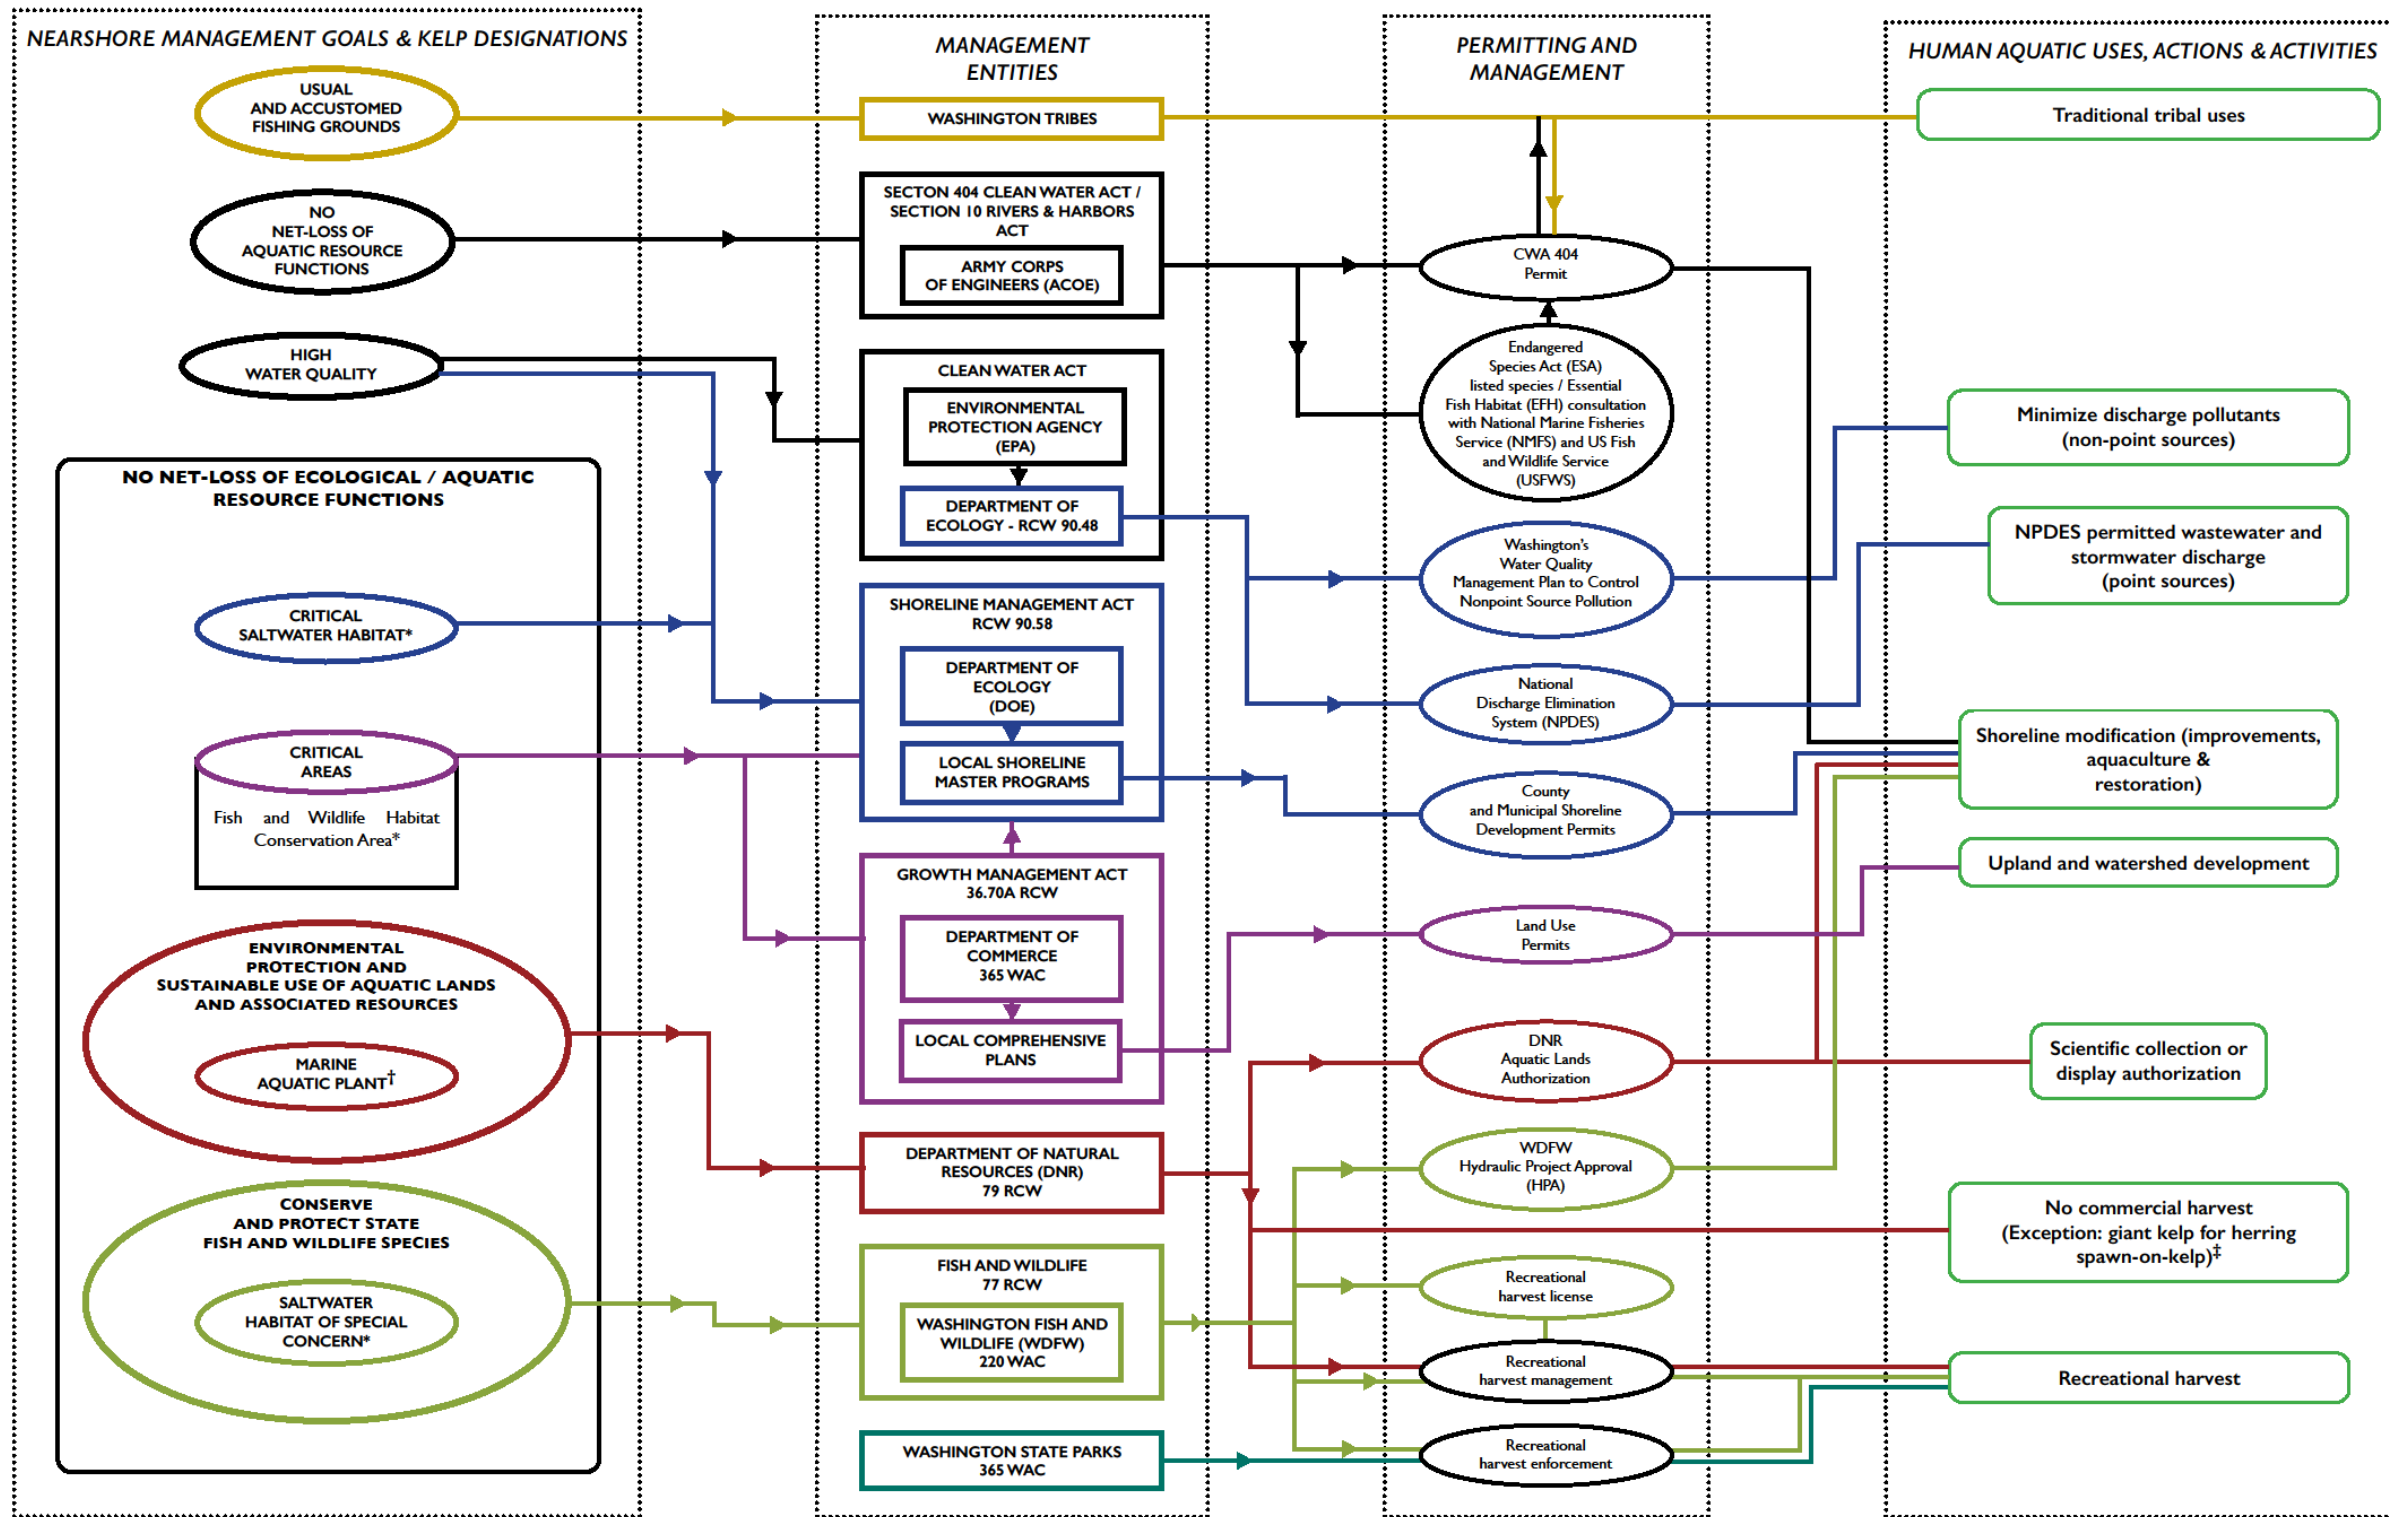 NEARSHORE MANAGEMENT GOALS & KELP DESIGNATIONS
USUAL
AND ACCUSTOMED
FISHING GROUNDS
NO
NET-LOSS OF
AQUATIC RESOURCE
FUNCTIONS
HIGH
WATER QUALITY
NO NET-LOSS OF ECOLOGICAL / AQUATIC
RESOURCE FUNCTIONS
CRITICAL
SALTWATER HABITAT*
CRITICAL
AREAS
Fish and Wildlife Habitat
Conservation Area*
ENVIRONMENTAL
PROTECTION AND
SUSTAINABLE USE OF AQUATIC LANDS
AND ASSOCIATED RESOURCES
MARINE
AQUATIC PLANT†
CONSERVE
AND PROTECT STATE
FISH AND WILDLIFE SPECIES
SALTWATER
HABITAT OF SPECIAL
CONCERN*
MANAGEMENT
ENTITIES
WASHINGTON TRIBES
SECTON 404 CLEAN WATER ACT /
SECTION 10 RIVERS & HARBORS
ACT
ARMY CORPS
OF ENGINEERS (ACOE)
CLEAN WATER ACT
ENVIRONMENTAL
PROTECTION AGENCY
(EPA)
DEPARTMENT OF
ECOLOGY - RCW 90.48
SHORELINE MANAGEMENT ACT
RCW 90.58
DEPARTMENT OF
ECOLOGY
(DOE)
LOCAL SHORELINE
MASTER PROGRAMS
GROWTH MANAGEMENT ACT
36.70A RCW
DEPARTMENT OF
COMMERCE
365 WAC
LOCAL COMPREHENSIVE
PLANS
DEPARTMENT OF NATURAL
RESOURCES (DNR)
79 RCW
FISH AND WILDLIFE
77 RCW
WASHINGTON FISH AND
WILDLIFE (WDFW)
220 WAC
WASHINGTON STATE PARKS
365 WAC
PERMITTING AND
MANAGEMENT
CWA 404
Permit
Endangered
Species Act (ESA)
listed species / Essential
Fish Habitat (EFH) consultation
with National Marine Fisheries
Service (NMFS) and US Fish
and Wildlife Service
(USFWS)
Washington's
Water Quality
Management Plan to Control
Nonpoint Source Pollution
National
Discharge Elimination
System (NPDES)
County
and Municipal Shoreline
Development Permits
Land Use
Permits
DNR
Aquatic Lands
Authorization
WDFW
Hydraulic Project Approval
(HPA)
Recreational
harvest license
Recreational
harvest management
Recreational
harvest enforcement
HUMAN AQUATIC USES, ACTIONS & ACTIVITIES
Traditional tribal uses
Minimize discharge pollutants
(non-point sources)
NPDES permitted wastewater and
stormwater discharge
(point sources)
Shoreline modification (improvements,
aquaculture &
restoration)
Upland and watershed development
Scientific collection or
display authorization
No commercial harvest
(Exception: giant kelp for herring
spawn-on-kelp)‡
Recreational harvest